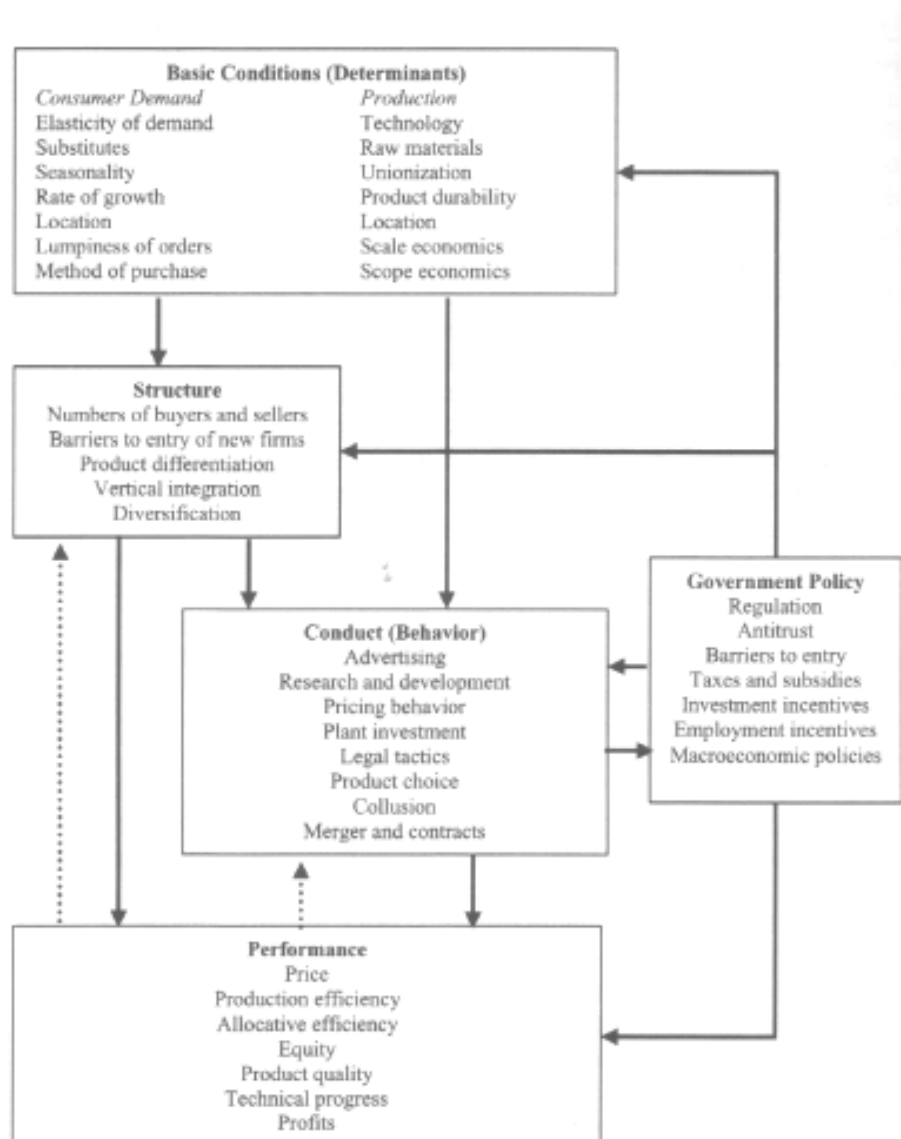 Basic Conditions (Determinants)
Consumer Demand
Elasticity of demand
Substitutes
Seasonality
Rate of growth
Location
Lumpiness of orders
Method of purchase
Production
Technology
Raw materials
Unionization
Product durability
Location
Scale economics
Scope economics
Structure
Numbers of buyers and sellers
Barriers to entry of new firms
Product differentiation
Vertical integration
Diversification
Government Policy
Regulation
Antitrust
Barriers to entry
Taxes and subsidies
Investment incentives
Employment incentives
Macroeconomic policies
Conduct (Behavior)
Advertising
Research and development
Pricing behavior
Plant investment
Legal tactics
Product choice
Collusion
Merger and contracts
Performance
Price
Production efficiency
Allocative efficiency
Equity
Product quality
Technical progress
Profits